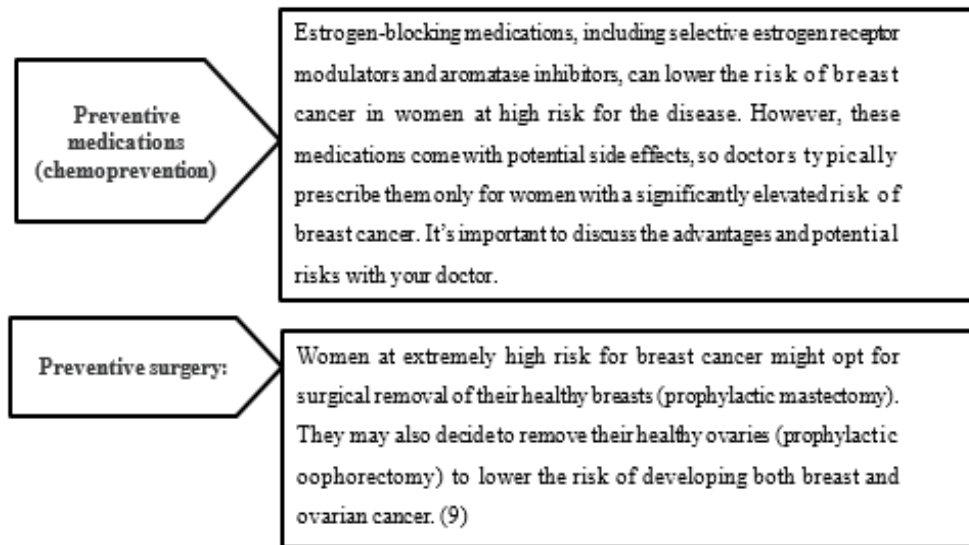 Preventive
medications
(chemoprevention)
Estrogen-blocking medications, including selective estrogen receptor
modulators and aromatase inhibitors, can lower the risk of breast
cancer in women at high risk for the disease. However, these
medications come with potential side effects, so doctors typically
prescribe them only for women with a significantly elevated risk of
breast cancer. It’s important to discuss the advantages and potential
risks with your doctor.
Preventive surgery:
Women at extremely high risk for breast cancer might opt for
surgical removal of their healthy breasts (prophylactic mastectomy).
They may also decide to remove their healthy ovaries (prophylactic
oophorectomy) to lower the risk of developing both breast and
ovarian cancer. (9)